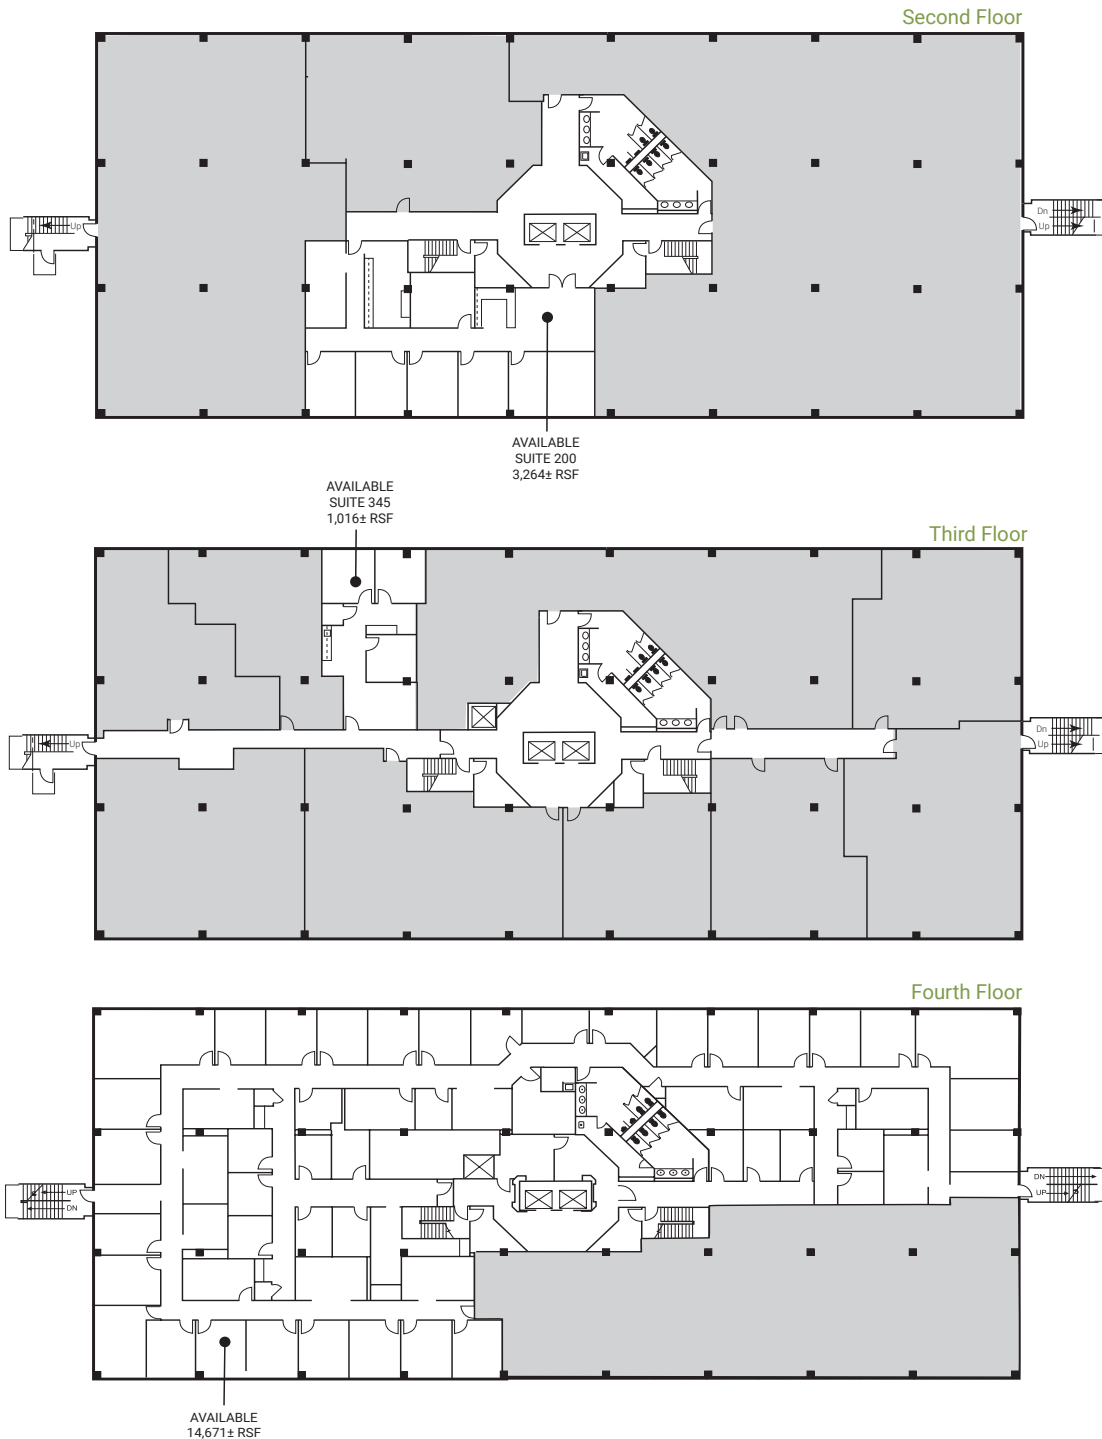 Second Floor
Up
Dn
Up
AVAILABLE
SUITE 200
3,264± RSF
AVAILABLE
SUITE 345
1,016± RSF
Third Floor
Up
Dn
Up
Fourth Floor
UP
DN
DN
UP
AVAILABLE
14,671± RSF